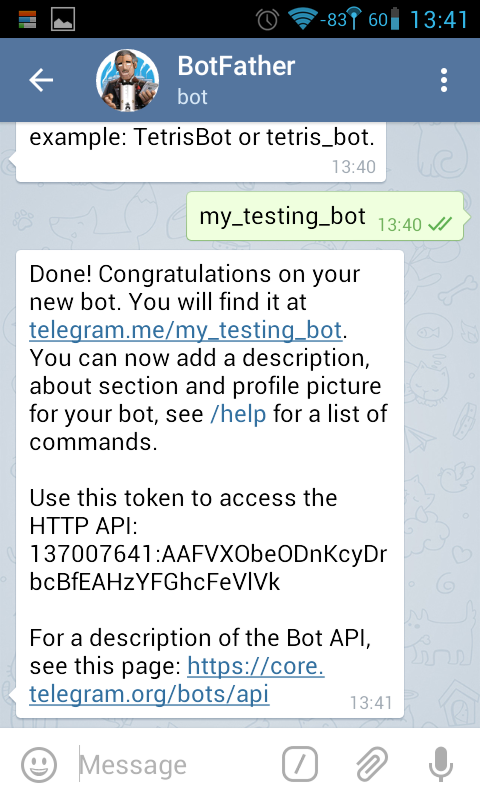 -83 60 13:41
BotFather
bot
example: TetrisBot or tetris_bot.
13:40
my_testing_bot 13:40
Done! Congratulations on your
new bot. You will find it at
telegram.me/my_testing_bot.
You can now add a description,
about section and profile picture
for your bot, see /help for a list of
commands.
Use this token to access the
HTTP API:
137007641:AAFVXObeODnKcyDr
bcBfEAHzYFGhcFeVlVk
For a description of the Bot API,
see this page: https://core.
telegram.org/bots/api 13:41
Message